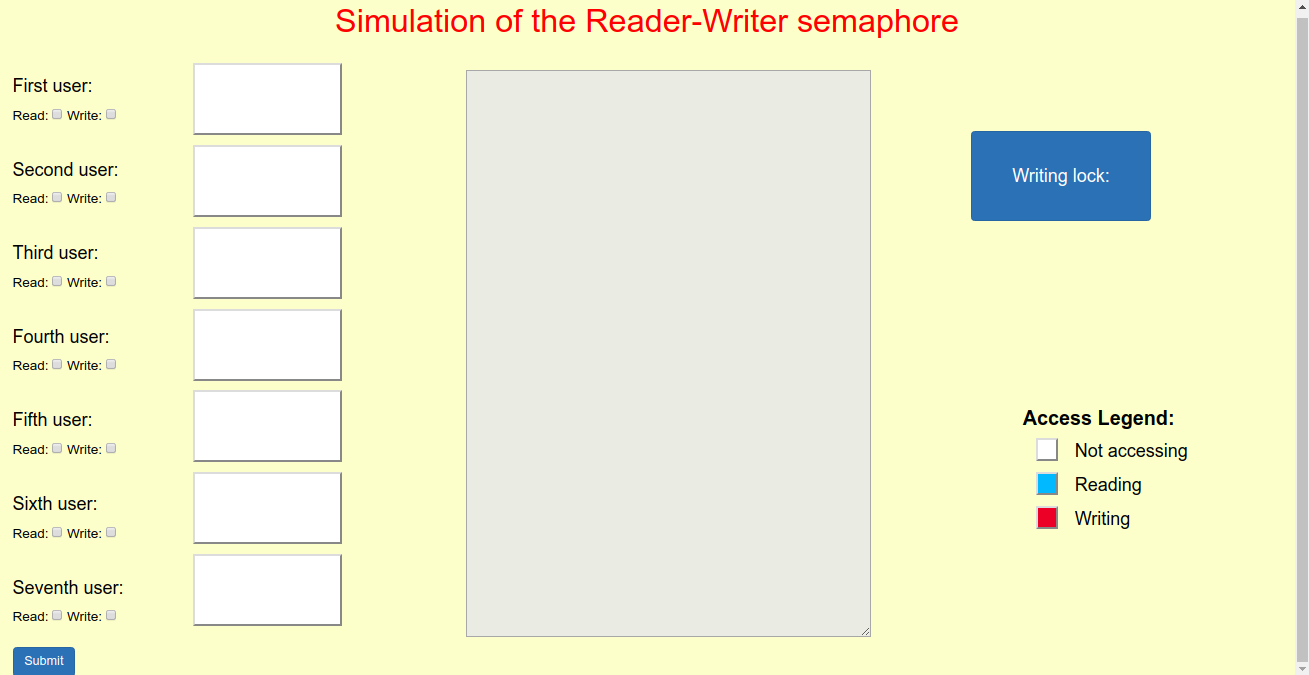 Simulation of the Reader-Writer semaphore
First user:
Read: Write:
Second user:
Read: Write:
Third user:
Read: Write:
Fourth user:
Read: Write:
Fifth user:
Read: Write:
Sixth user:
Read: Write:
Seventh user:
Read: Write:
Submit
Writing lock:
Access Legend:
Not accessing
Reading
Writing